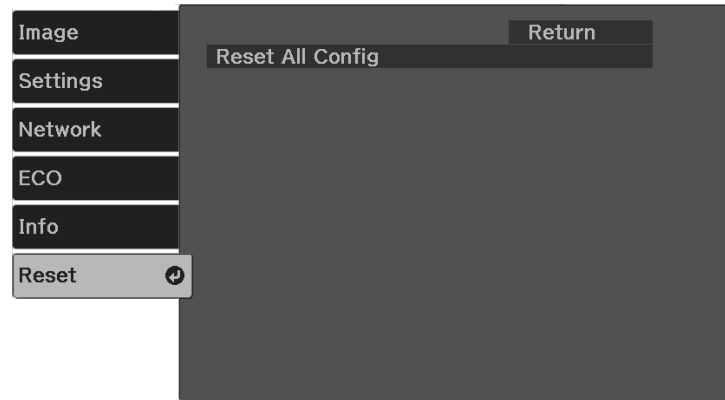 Image
Settings
Network
ECO
Info
Reset
Return
Reset All Config